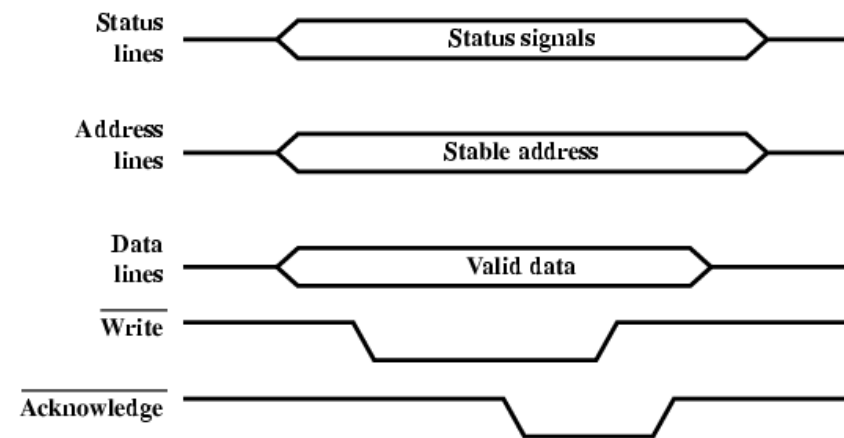 Status
lines
Status signals
Address
lines
Stable address
Data
lines
Valid data
Write
Acknowledge